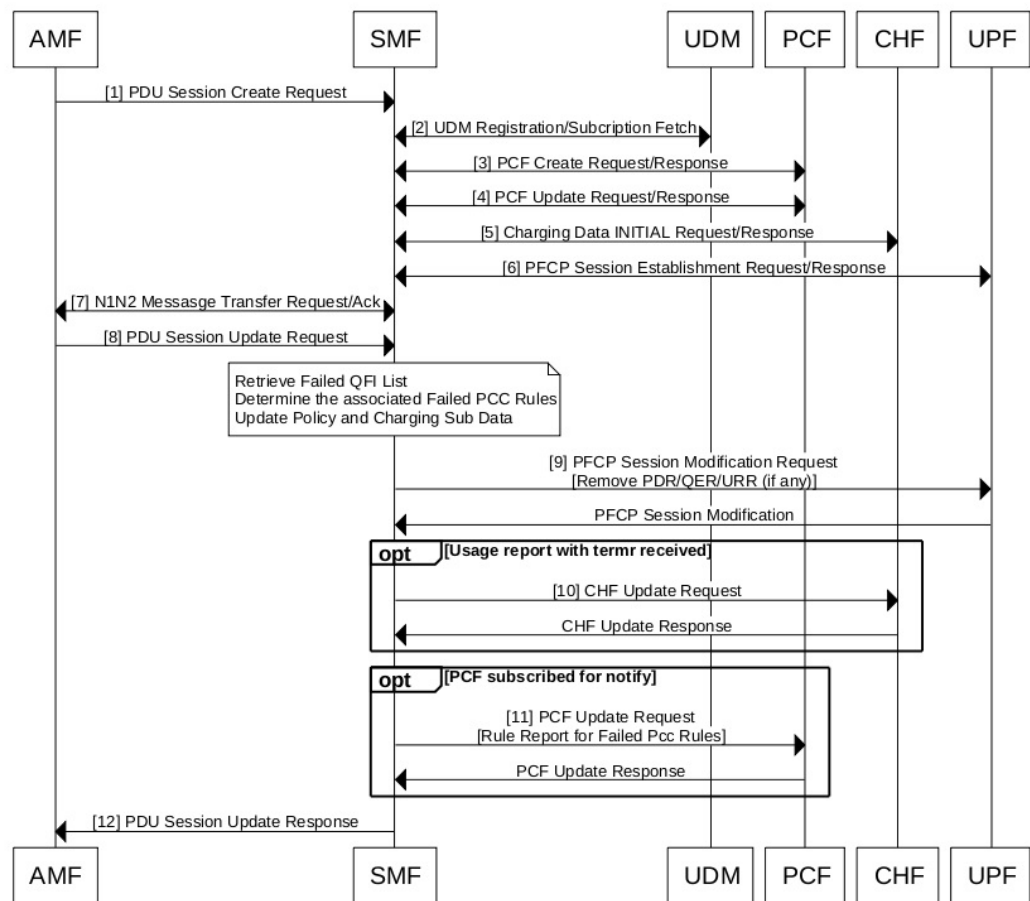 AMF SMF UDM PCF CHF UPF
[1] PDU Session Create Request
[2] UDM Registration/Subcription Fetch
[3] PCF Create Request/Response
[4] PCF Update Request/Response
[5] Charging Data INITIAL Request/Response
[6] PFCP Session Establishment Request/Response
[7] N1N2 Messasge Transfer Request/Ack
[8] PDU Session Update Request
Retrieve Failed QFI List
Determine the associated Failed PCC Rules
Update Policy and Charging Sub Data
[9] PFCP Session Modification Request
[Remove PDR/QER/URR (if any)]
PFCP Session Modification
opt [Usage report with termr received]
[10] CHF Update Request
CHF Update Response
opt [PCF subscribed for notify]
[11] PCF Update Request
[Rule Report for Failed Pcc Rules]
PCF Update Response
[12] PDU Session Update Response
AMF SMF UDM PCF CHF UPF